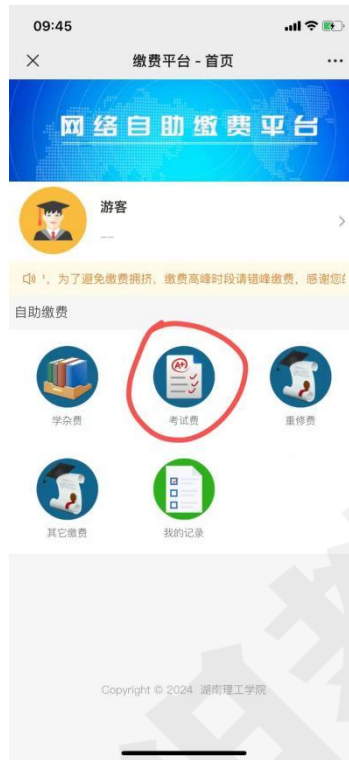 09:45
缴费平台 - 首页
网络自助缴费平台
游客
--
'，为了避免缴费拥挤，缴费高峰时段请错峰缴费，感谢您的
自助缴费
A+
学杂费
考试费
重修费
其它缴费
我的记录
Copyright © 2024 湖南理工学院